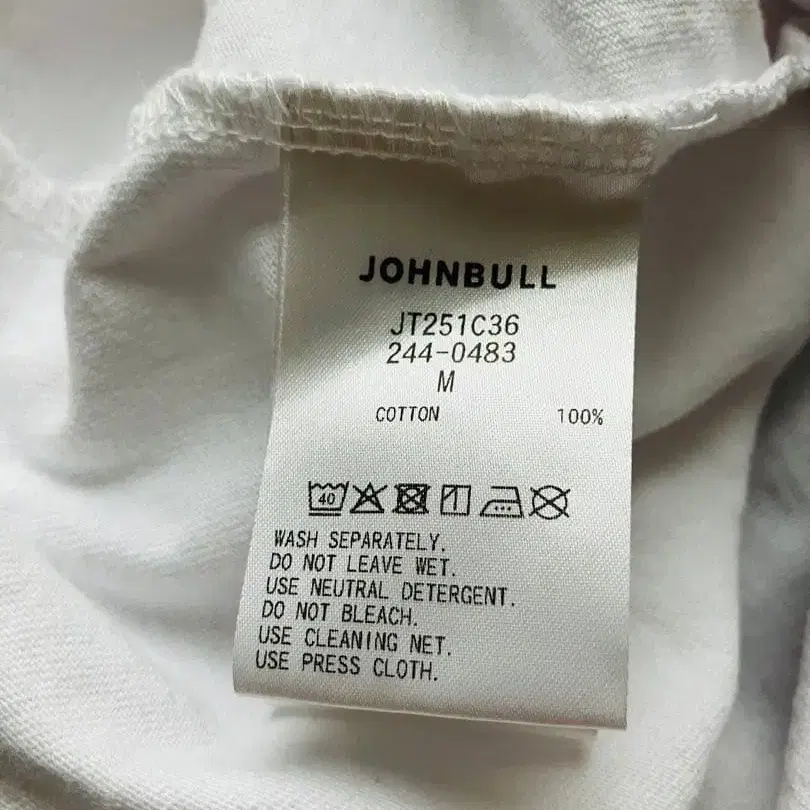 JOHNBULL
JT251C36
244-0483
M
COTTON 100%
40
WASH SEPARATELY.
DO NOT LEAVE WET.
USE NEUTRAL DETERGENT.
DO NOT BLEACH.
USE CLEANING NET.
USE PRESS CLOTH.